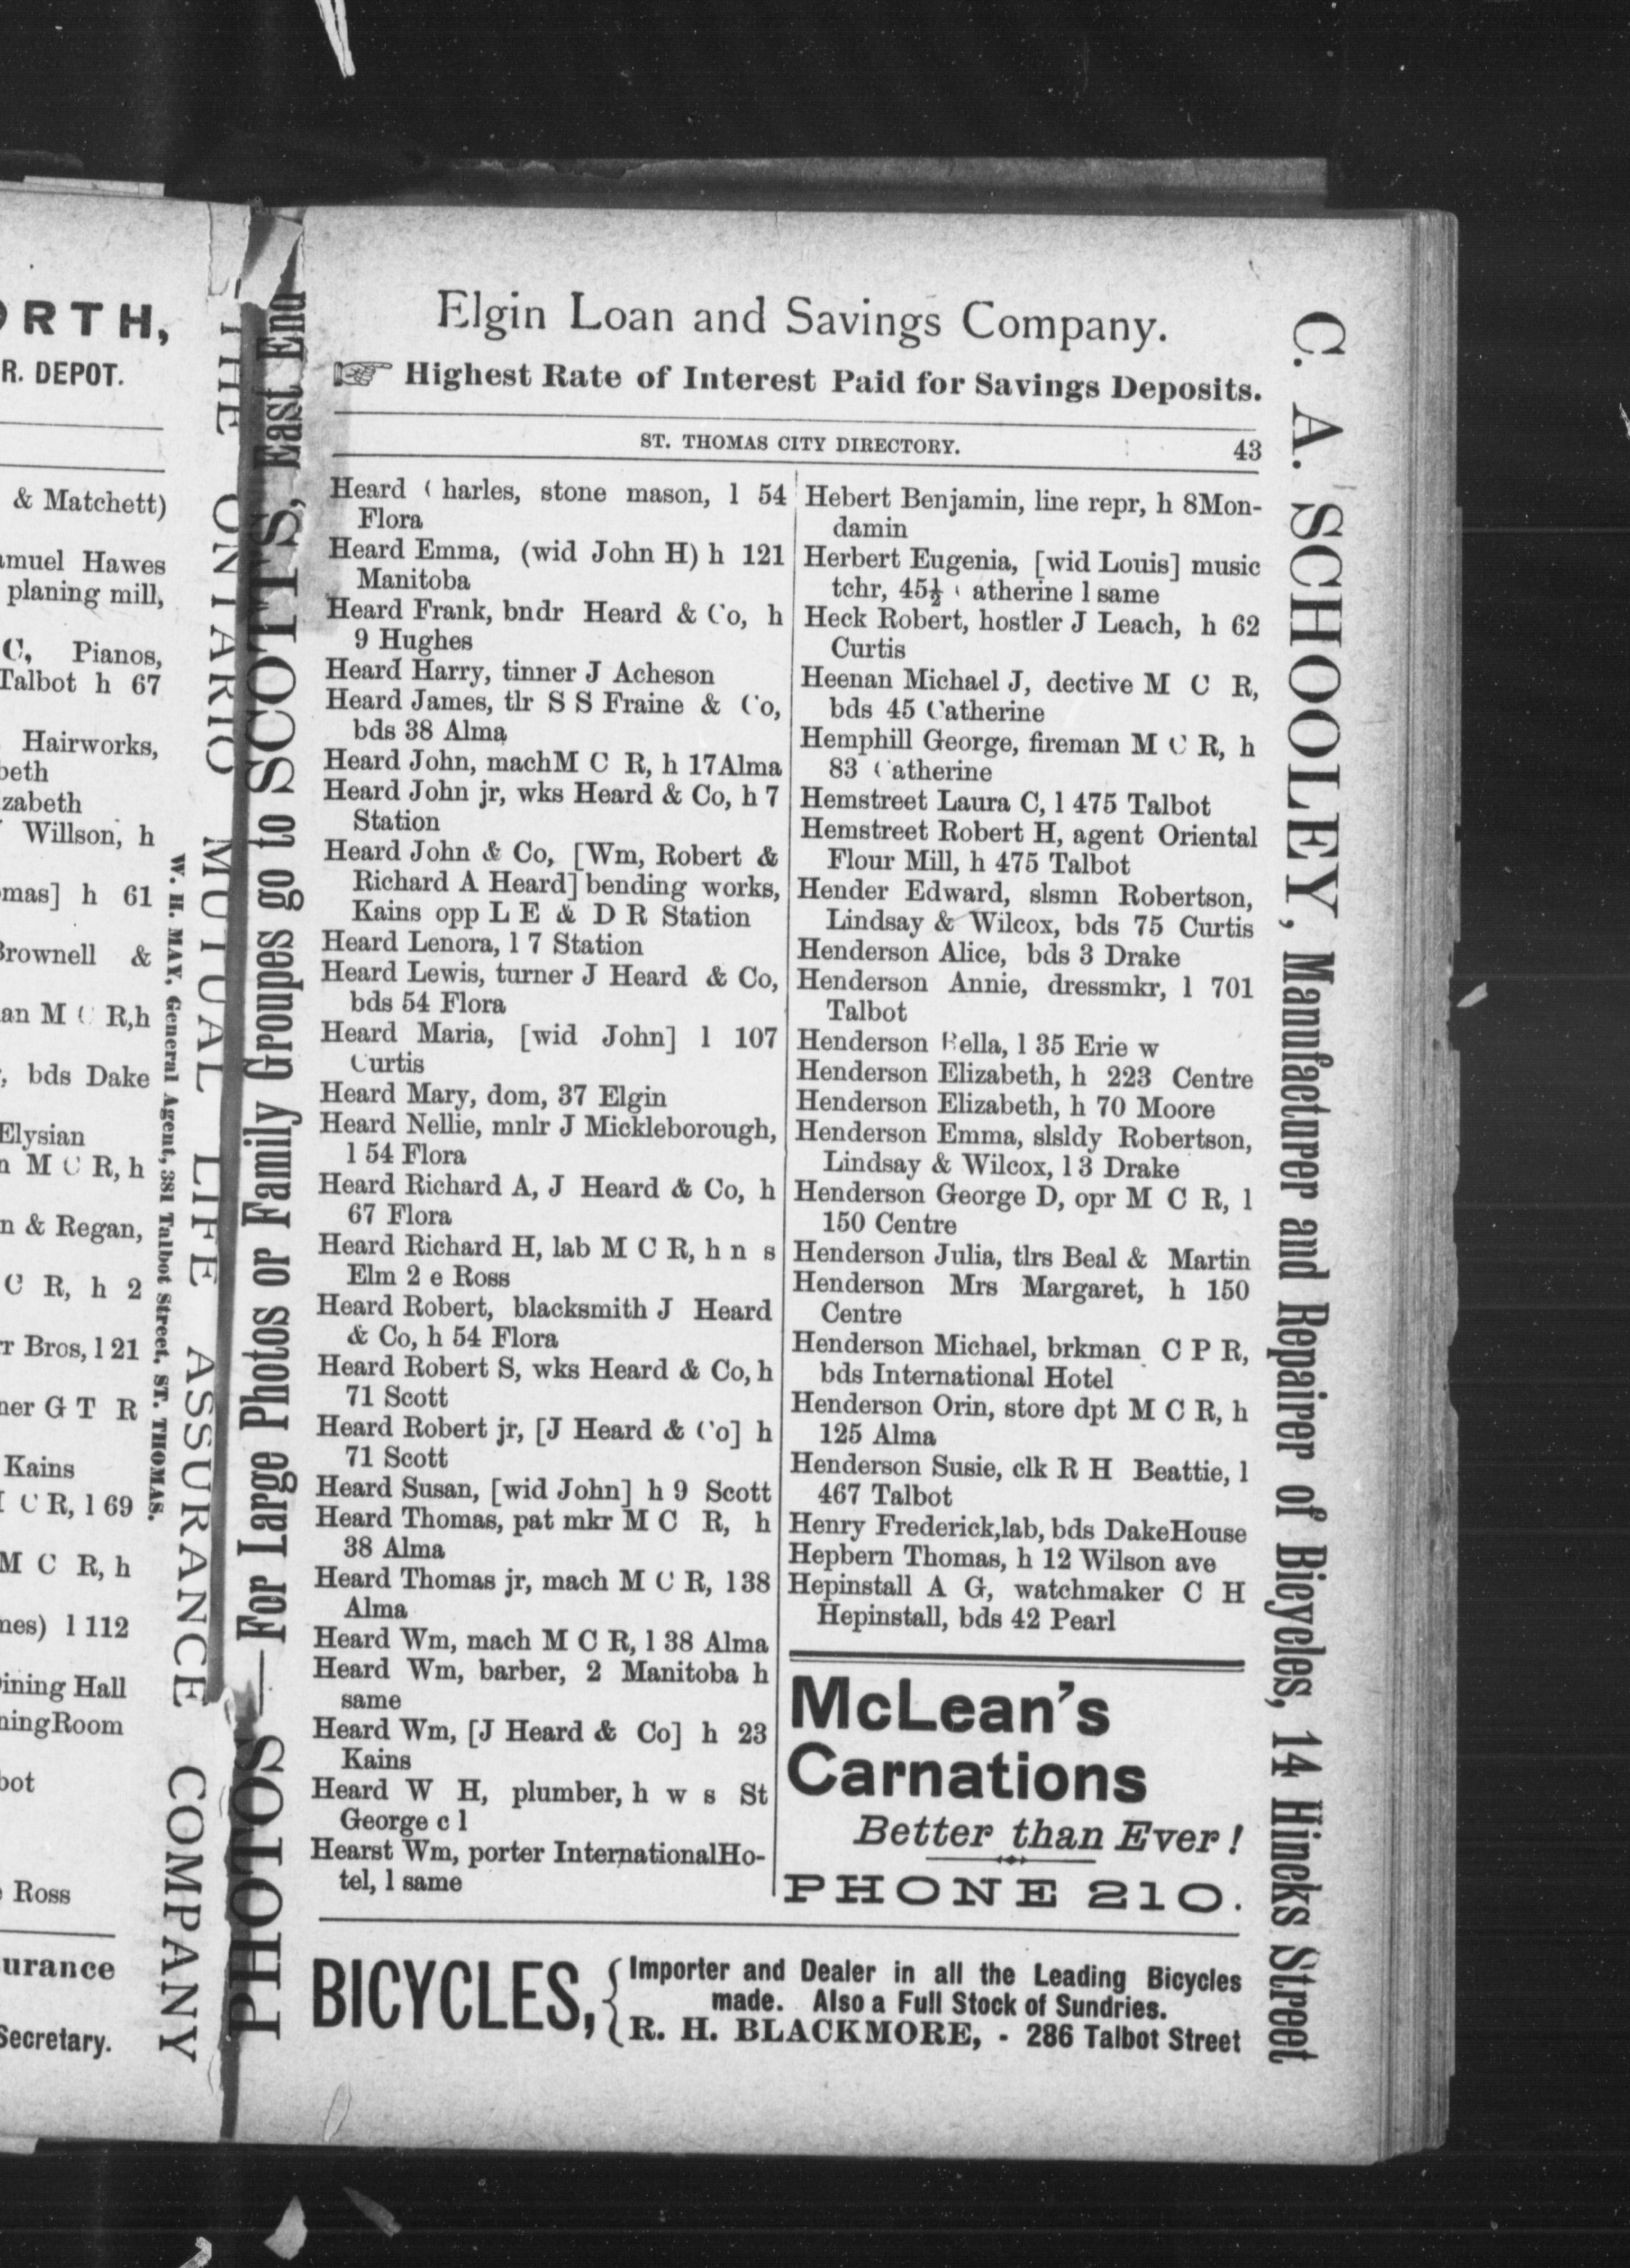 ORTH,
R. DEPOT.
& Matchett)
muel Hawes
planing mill,
C, Pianos,
Talbot h 67
Hairworks,
beth
zabeth
Willson, h
mas] h 61
Brownell &
an M C R,h
, bds Dake
Elysian
n M C R, h
n & Regan,
C R, h 2
r Bros, l 21
ner G T R
Kains
C R, l 69
M C R, h
nes) l 112
ining Hall
ningRoom
bot
Ross
urance
Secretary.
W. H. MAY, General Agent, 381 Talbot Street, ST. THOMAS.
THE ONTARIO MUTUAL LIFE ASSURANCE COMPANY
PHOTOS—For Large Photos or Family Groupes go to SCOTT'S, East End
Elgin Loan and Savings Company.
☞ Highest Rate of Interest Paid for Savings Deposits.
ST. THOMAS CITY DIRECTORY. 43
Heard Charles, stone mason, l 54
Flora
Heard Emma, (wid John H) h 121
Manitoba
Heard Frank, bndr Heard & Co, h
9 Hughes
Heard Harry, tinner J Acheson
Heard James, tlr S S Fraine & Co,
bds 38 Alma
Heard John, machM C R, h 17Alma
Heard John jr, wks Heard & Co, h 7
Station
Heard John & Co, [Wm, Robert &
Richard A Heard] bending works,
Kains opp L E & D R Station
Heard Lenora, l 7 Station
Heard Lewis, turner J Heard & Co,
bds 54 Flora
Heard Maria, [wid John] l 107
Curtis
Heard Mary, dom, 37 Elgin
Heard Nellie, mnlr J Mickleborough,
l 54 Flora
Heard Richard A, J Heard & Co, h
67 Flora
Heard Richard H, lab M C R, h n s
Elm 2 e Ross
Heard Robert, blacksmith J Heard
& Co, h 54 Flora
Heard Robert S, wks Heard & Co, h
71 Scott
Heard Robert jr, [J Heard & Co] h
71 Scott
Heard Susan, [wid John] h 9 Scott
Heard Thomas, pat mkr M C R, h
38 Alma
Heard Thomas jr, mach M C R, l 38
Alma
Heard Wm, mach M C R, l 38 Alma
Heard Wm, barber, 2 Manitoba h
same
Heard Wm, [J Heard & Co] h 23
Kains
Heard W H, plumber, h w s St
George c l
Hearst Wm, porter InternationalHo-
tel, l same
Hebert Benjamin, line repr, h 8Mon-
damin
Herbert Eugenia, [wid Louis] music
tchr, 45½ Catherine l same
Heck Robert, hostler J Leach, h 62
Curtis
Heenan Michael J, dective M C R,
bds 45 Catherine
Hemphill George, fireman M C R, h
83 Catherine
Hemstreet Laura C, l 475 Talbot
Hemstreet Robert H, agent Oriental
Flour Mill, h 475 Talbot
Hender Edward, slsmn Robertson,
Lindsay & Wilcox, bds 75 Curtis
Henderson Alice, bds 3 Drake
Henderson Annie, dressmkr, l 701
Talbot
Henderson Bella, l 35 Erie w
Henderson Elizabeth, h 223 Centre
Henderson Elizabeth, h 70 Moore
Henderson Emma, slsldy Robertson,
Lindsay & Wilcox, l 3 Drake
Henderson George D, opr M C R, l
150 Centre
Henderson Julia, tlrs Beal & Martin
Henderson Mrs Margaret, h 150
Centre
Henderson Michael, brkman C P R,
bds International Hotel
Henderson Orin, store dpt M C R, h
125 Alma
Henderson Susie, clk R H Beattie, l
467 Talbot
Henry Frederick,lab, bds DakeHouse
Hepbern Thomas, h 12 Wilson ave
Hepinstall A G, watchmaker C H
Hepinstall, bds 42 Pearl
McLean's
Carnations
Better than Ever!
PHONE 210.
BICYCLES,
Importer and Dealer in all the Leading Bicycles
made. Also a Full Stock of Sundries.
R. H. BLACKMORE, - 286 Talbot Street
C. A. SCHOOLEY, Manufacturer and Repairer of Bicycles, 14 Hincks Street